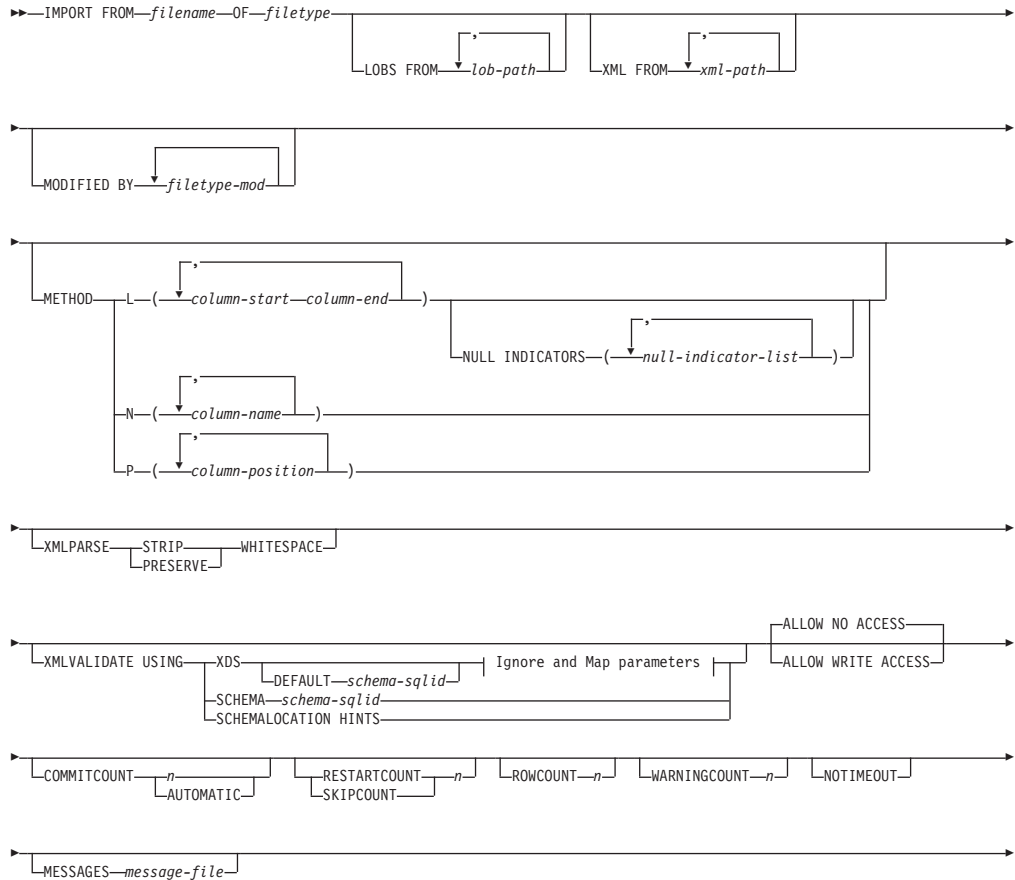 IMPORT FROM filename OF filetype
,
LOBS FROM lob-path
,
XML FROM xml-path
MODIFIED BY filetype-mod
METHOD L ( column-start column-end )
,
NULL INDICATORS ( null-indicator-list )
,
N ( column-name )
,
P ( column-position )
,
XMLPARSE STRIP WHITESPACE
PRESERVE
ALLOW NO ACCESS
XMLVALIDATE USING XDS Ignore and Map parameters ALLOW WRITE ACCESS
DEFAULT schema-sqlid
SCHEMA schema-sqlid
SCHEMALOCATION HINTS
COMMITCOUNT n RESTARTCOUNT n ROWCOUNT n WARNINGCOUNT n NOTIMEOUT
AUTOMATIC SKIPCOUNT
MESSAGES message-file